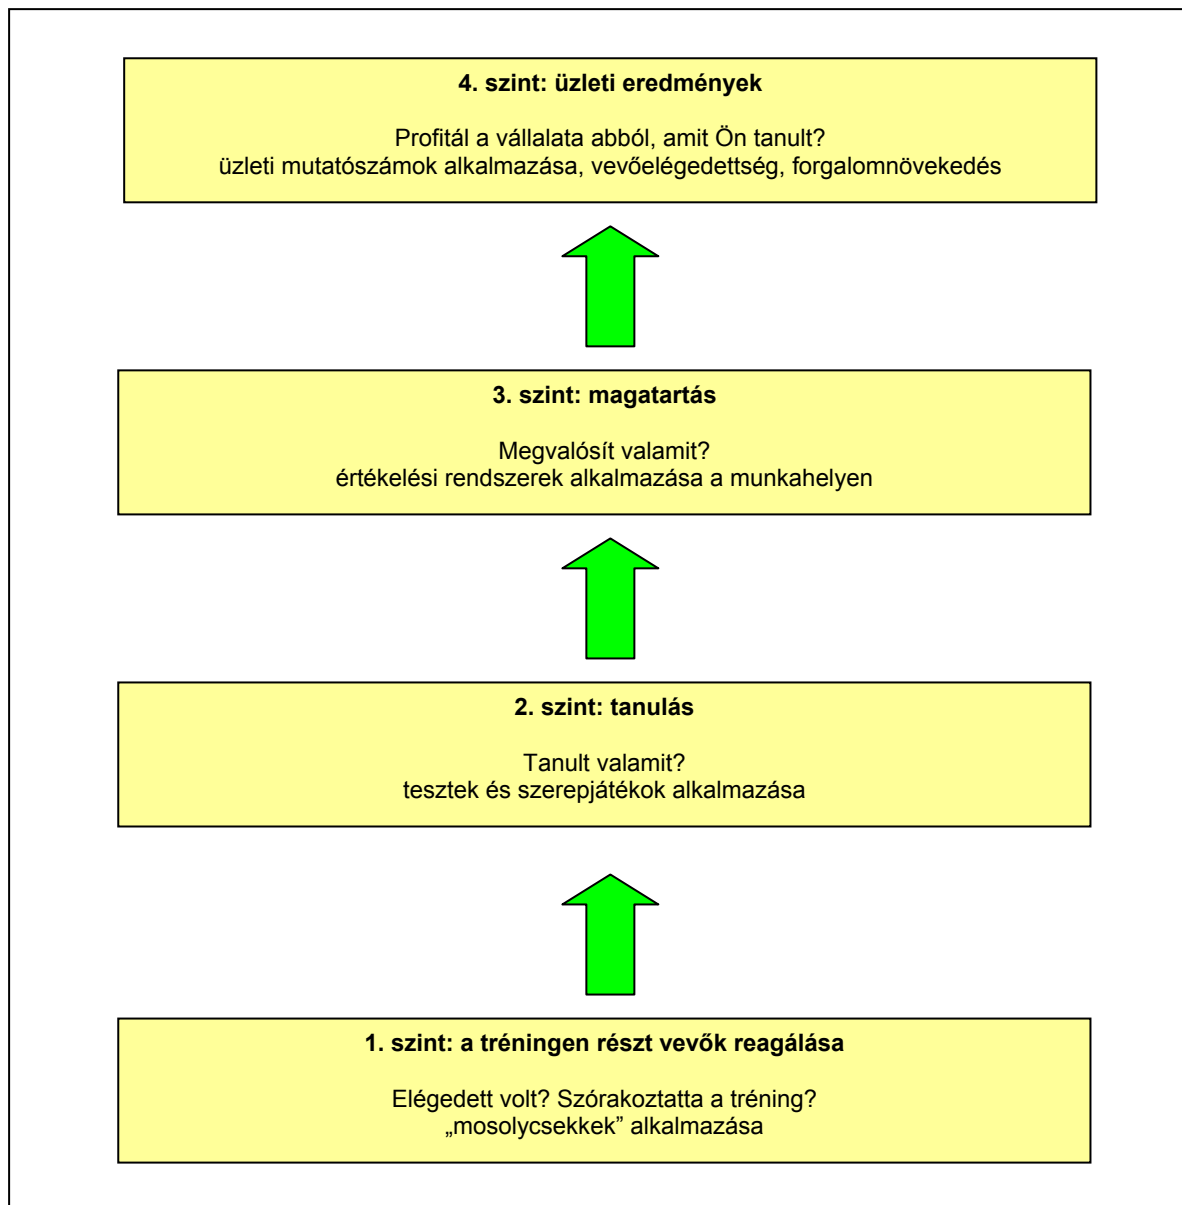 4. szint: üzleti eredmények
Profitál a vállalata abból, amit Ön tanult?
üzleti mutatószámok alkalmazása, vevőelégedettség, forgalomnövekedés
3. szint: magatartás
Megvalósít valamit?
értékelési rendszerek alkalmazása a munkahelyen
2. szint: tanulás
Tanult valamit?
tesztek és szerepjátékok alkalmazása
1. szint: a tréningen részt vevők reagálása
Elégedett volt? Szórakoztatta a tréning?
„mosolycsekkek” alkalmazása